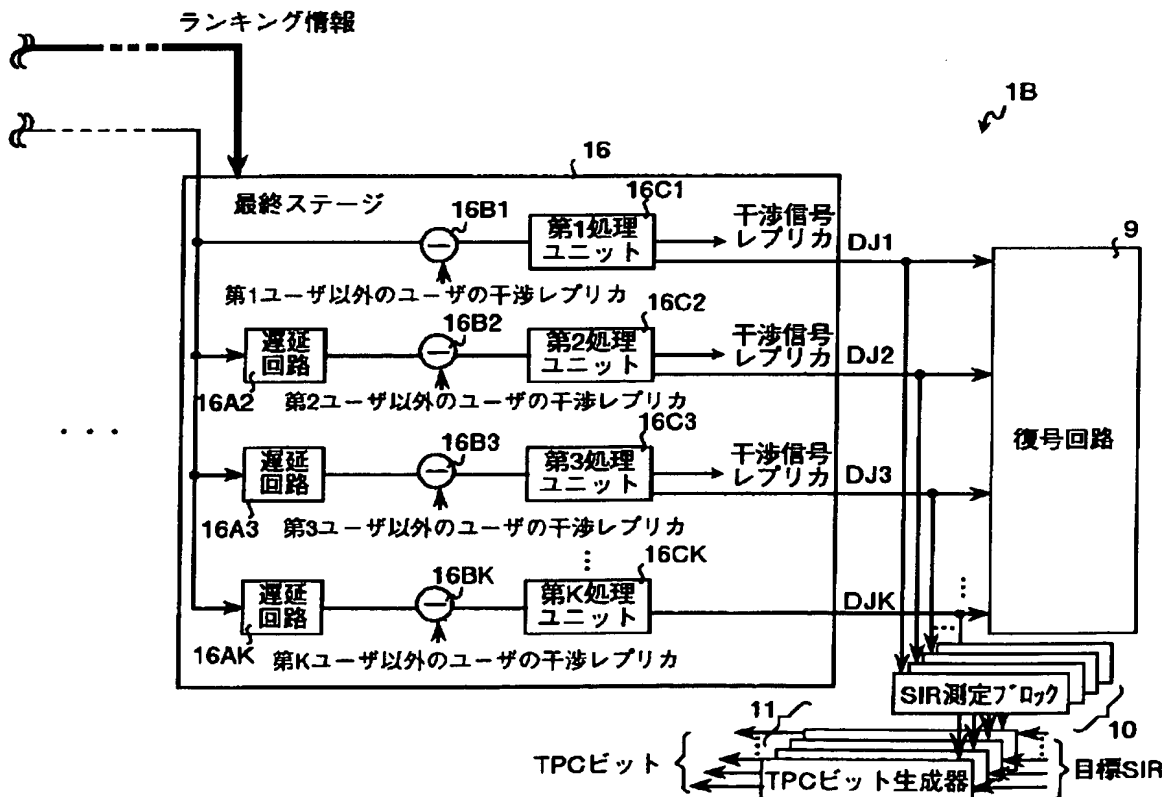 ランキング情報
1B
16
最終ステージ
16B1
16C1
第1処理
ユニット
干渉信号
レプリカ
DJ1
9
第1ユーザ以外のユーザの干渉レプリカ
遅延
回路
16A2
16B2
16C2
第2処理
ユニット
干渉信号
レプリカ
DJ2
第2ユーザ以外のユーザの干渉レプリカ
. . .
遅延
回路
16A3
16B3
16C3
第3処理
ユニット
干渉信号
レプリカ
DJ3
復号回路
第3ユーザ以外のユーザの干渉レプリカ
遅延
回路
16AK
16BK
16CK
第K処理
ユニット
DJK
第Kユーザ以外のユーザの干渉レプリカ
SIR測定ブロック
10
11
TPCビット
TPCビット生成器
目標SIR